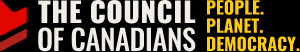 THE COUNCIL
OF CANADIANS
PEOPLE.
PLANET.
DEMOCRACY.